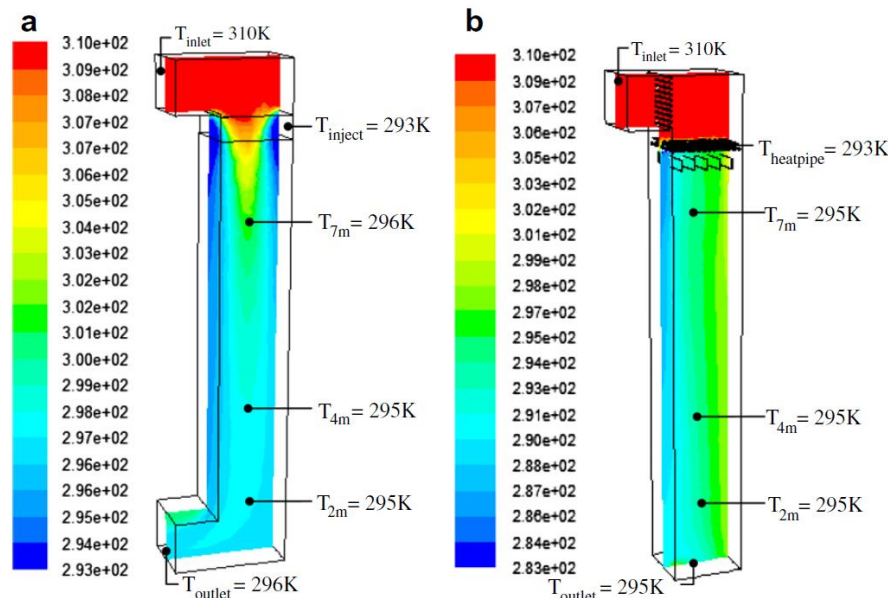 a
3.10e+02
3.09e+02
3.08e+02
3.07e+02
3.07e+02
3.06e+02
3.05e+02
3.04e+02
3.03e+02
3.02e+02
3.02e+02
3.01e+02
3.00e+02
2.99e+02
2.98e+02
2.97e+02
2.96e+02
2.96e+02
2.95e+02
2.94e+02
2.93e+02
Tinlet = 310K
Tinject = 293K
T7m = 296K
T4m = 295K
T2m = 295K
Toutlet = 296K
b
3.10e+02
3.09e+02
3.07e+02
3.06e+02
3.05e+02
3.03e+02
3.02e+02
3.01e+02
2.99e+02
2.98e+02
2.97e+02
2.95e+02
2.94e+02
2.92e+02
2.91e+02
2.90e+02
2.88e+02
2.87e+02
2.86e+02
2.84e+02
2.83e+02
Tinlet = 310K
Theatpipe = 293K
T7m = 295K
T4m = 295K
T2m = 295K
Toutlet = 295K